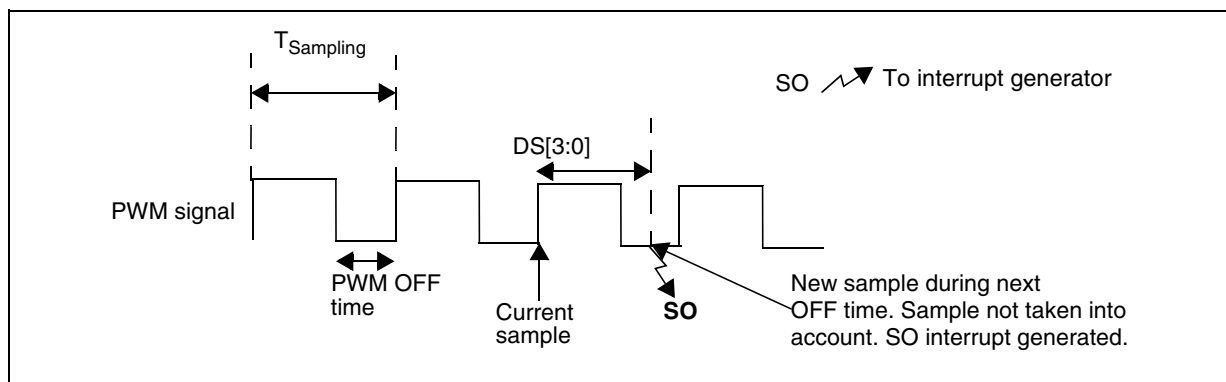 TSampling
SO To interrupt generator
DS[3:0]
PWM signal
PWM OFF
time
Current
sample
SO
New sample during next
OFF time. Sample not taken into
account. SO interrupt generated.